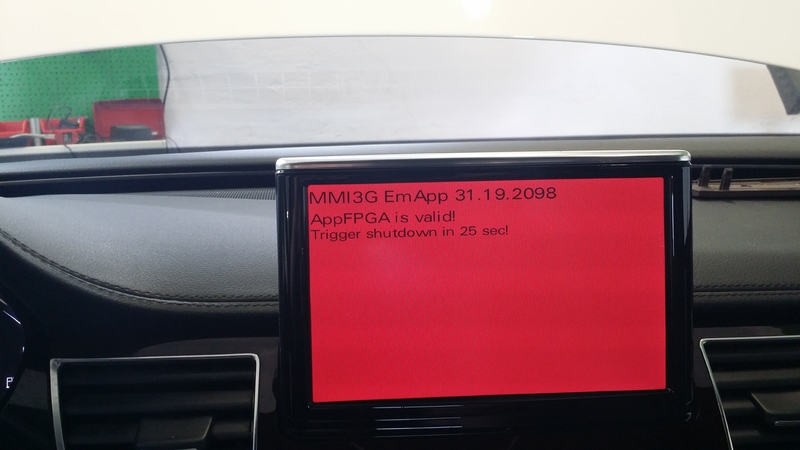 MMI3G EmApp 31.19.2098
AppFPGA is valid!
Trigger shutdown in 25 sec!
P